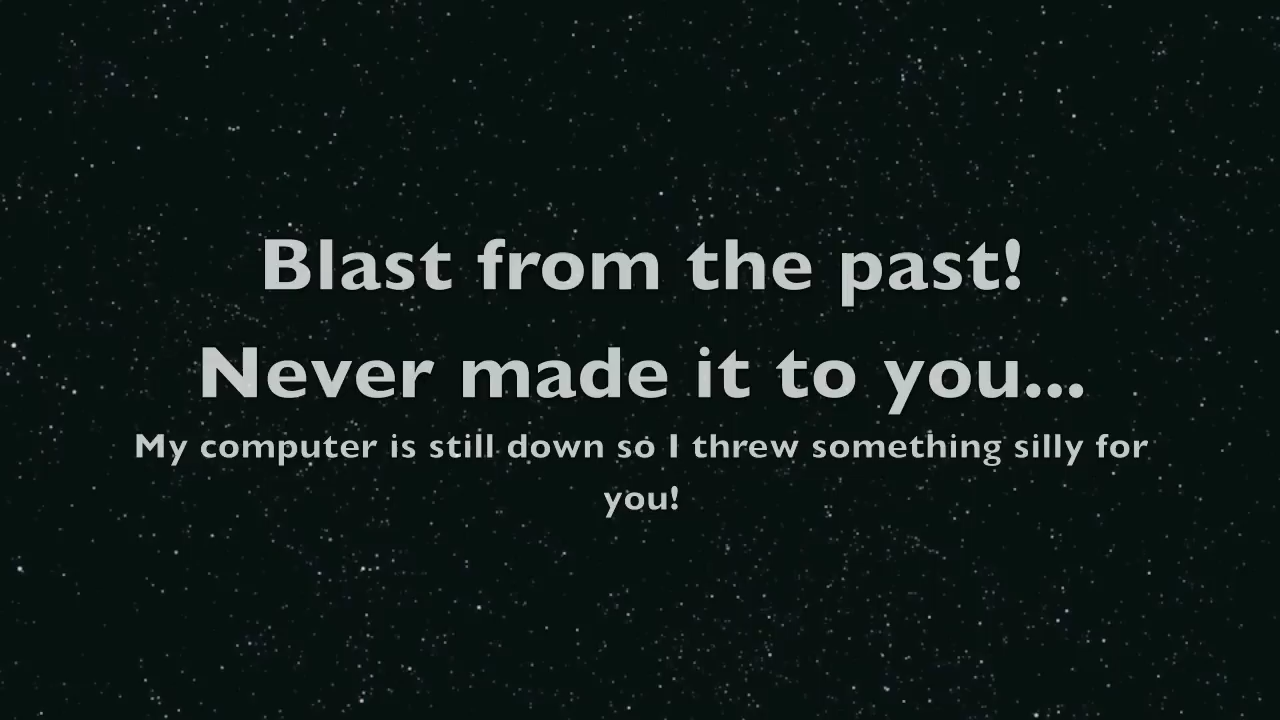 Blast from the past!
Never made it to you...
My computer is still down so I threw something silly for
you!